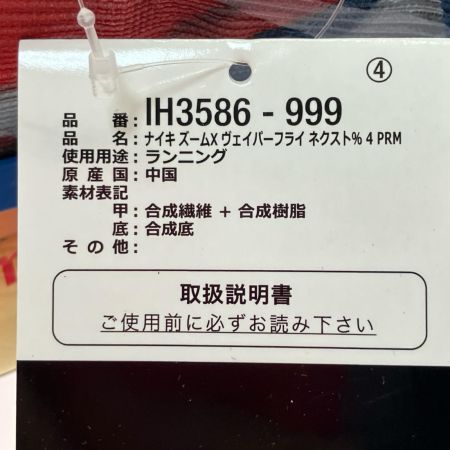 ④
品番：IH3586 - 999
品名：ナイキ ズームX ヴェイパーフライ ネクスト% 4 PRM
使用用途：ランニング
原産国：中国
素材表記
甲：合成繊維 + 合成樹脂
底：合成底
その他：
取扱説明書
ご使用前に必ずお読み下さい